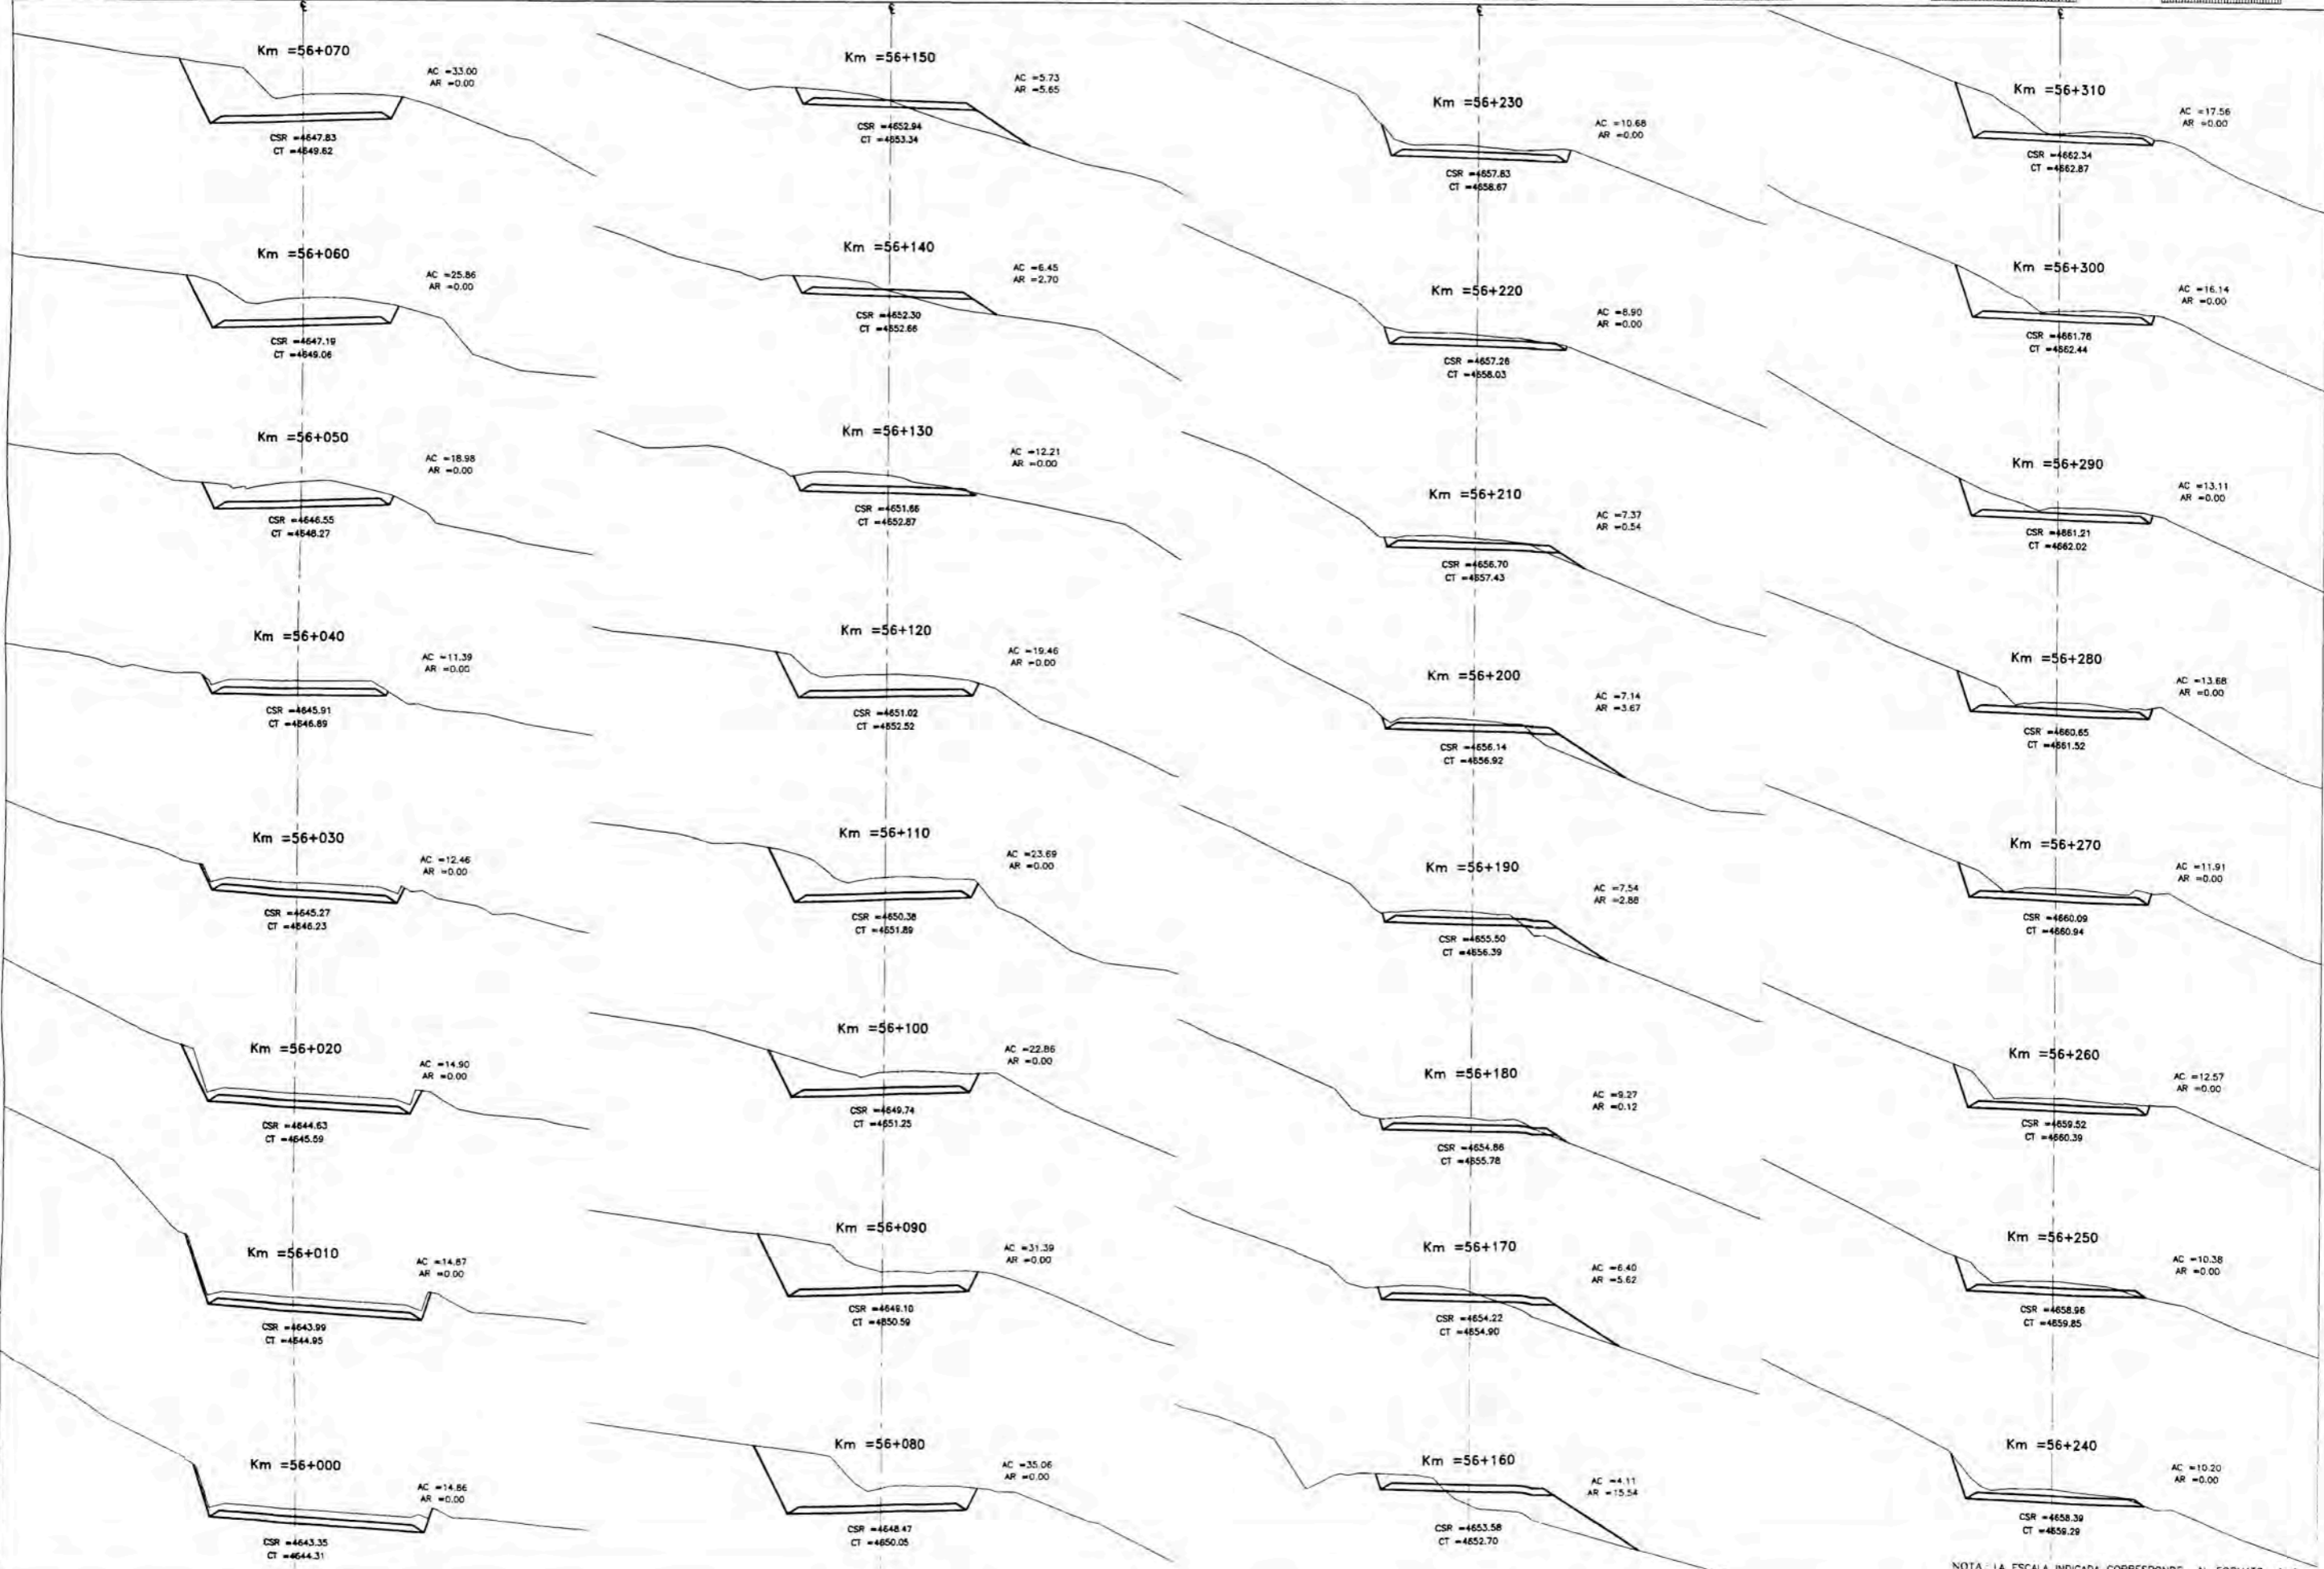 Km =56+070
AC =33.00
AR =0.00
CSR =4647.83
CT =4649.62
Km =56+060
AC =25.86
AR =0.00
CSR =4647.19
CT =4649.06
Km =56+050
AC =18.98
AR =0.00
CSR =4646.55
CT =4648.27
Km =56+040
AC =11.39
AR =0.00
CSR =4645.91
CT =4646.89
Km =56+030
AC =12.46
AR =0.00
CSR =4645.27
CT =4646.23
Km =56+020
AC =14.90
AR =0.00
CSR =4644.63
CT =4645.59
Km =56+010
AC =14.87
AR =0.00
CSR =4643.99
CT =4644.95
Km =56+000
AC =14.86
AR =0.00
CSR =4643.35
CT =4644.31
Km =56+150
AC =5.73
AR =5.65
CSR =4652.94
CT =4653.34
Km =56+140
AC =6.45
AR =2.70
CSR =4652.30
CT =4652.66
Km =56+130
AC =12.21
AR =0.00
CSR =4651.66
CT =4652.87
Km =56+120
AC =19.46
AR =0.00
CSR =4651.02
CT =4652.52
Km =56+110
AC =23.69
AR =0.00
CSR =4650.38
CT =4651.89
Km =56+100
AC =22.86
AR =0.00
CSR =4649.74
CT =4651.25
Km =56+090
AC =31.39
AR =0.00
CSR =4649.10
CT =4650.59
Km =56+080
AC =35.06
AR =0.00
CSR =4648.47
CT =4650.05
Km =56+230
AC =10.68
AR =0.00
CSR =4657.83
CT =4658.67
Km =56+220
AC =8.90
AR =0.00
CSR =4657.26
CT =4658.03
Km =56+210
AC =7.37
AR =0.54
CSR =4656.70
CT =4657.43
Km =56+200
AC =7.14
AR =3.67
CSR =4656.14
CT =4656.92
Km =56+190
AC =7.54
AR =2.88
CSR =4655.50
CT =4656.39
Km =56+180
AC =9.27
AR =0.12
CSR =4654.86
CT =4655.78
Km =56+170
AC =6.40
AR =5.62
CSR =4654.22
CT =4654.90
Km =56+160
AC =4.11
AR =15.54
CSR =4653.58
CT =4652.70
Km =56+310
AC =17.56
AR =0.00
CSR =4662.34
CT =4662.87
Km =56+300
AC =16.14
AR =0.00
CSR =4661.78
CT =4662.44
Km =56+290
AC =13.11
AR =0.00
CSR =4661.21
CT =4662.02
Km =56+280
AC =13.68
AR =0.00
CSR =4660.65
CT =4661.52
Km =56+270
AC =11.91
AR =0.00
CSR =4660.09
CT =4660.94
Km =56+260
AC =12.57
AR =0.00
CSR =4659.52
CT =4660.39
Km =56+250
AC =10.38
AR =0.00
CSR =4658.96
CT =4659.85
Km =56+240
AC =10.20
AR =0.00
CSR =4658.39
CT =4659.29
NOTA: LA ESCALA INDICADA CORRESPONDE AL FORMATO